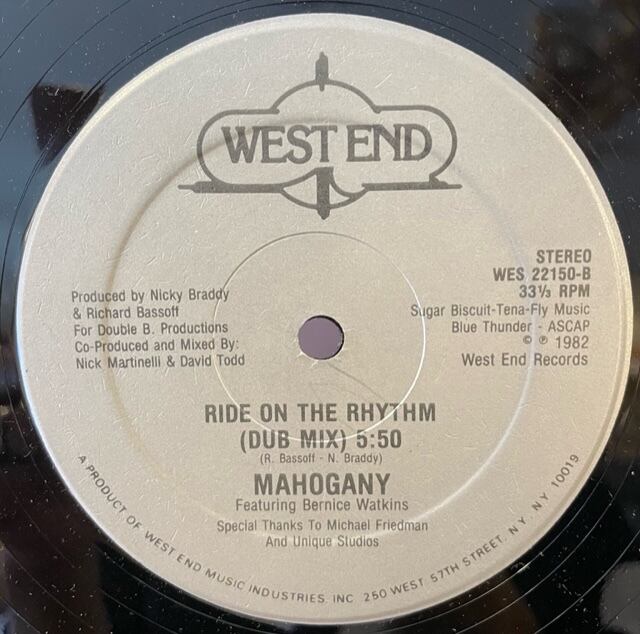 WEST END
STEREO
WES 22150-B
33⅓ RPM
Sugar Biscuit-Tena-Fly Music
Blue Thunder - ASCAP
© ℗ 1982
West End Records
Produced by Nicky Braddy
& Richard Bassoff
For Double B. Productions
Co-Produced and Mixed By:
Nick Martinelli & David Todd
RIDE ON THE RHYTHM
(DUB MIX) 5:50
(R. Bassoff - N. Braddy)
MAHOGANY
Featuring Bernice Watkins
Special Thanks To Michael Friedman
And Unique Studios
A PRODUCT OF WEST END MUSIC INDUSTRIES, INC. 250 WEST 57TH STREET, N.Y., NY 10019